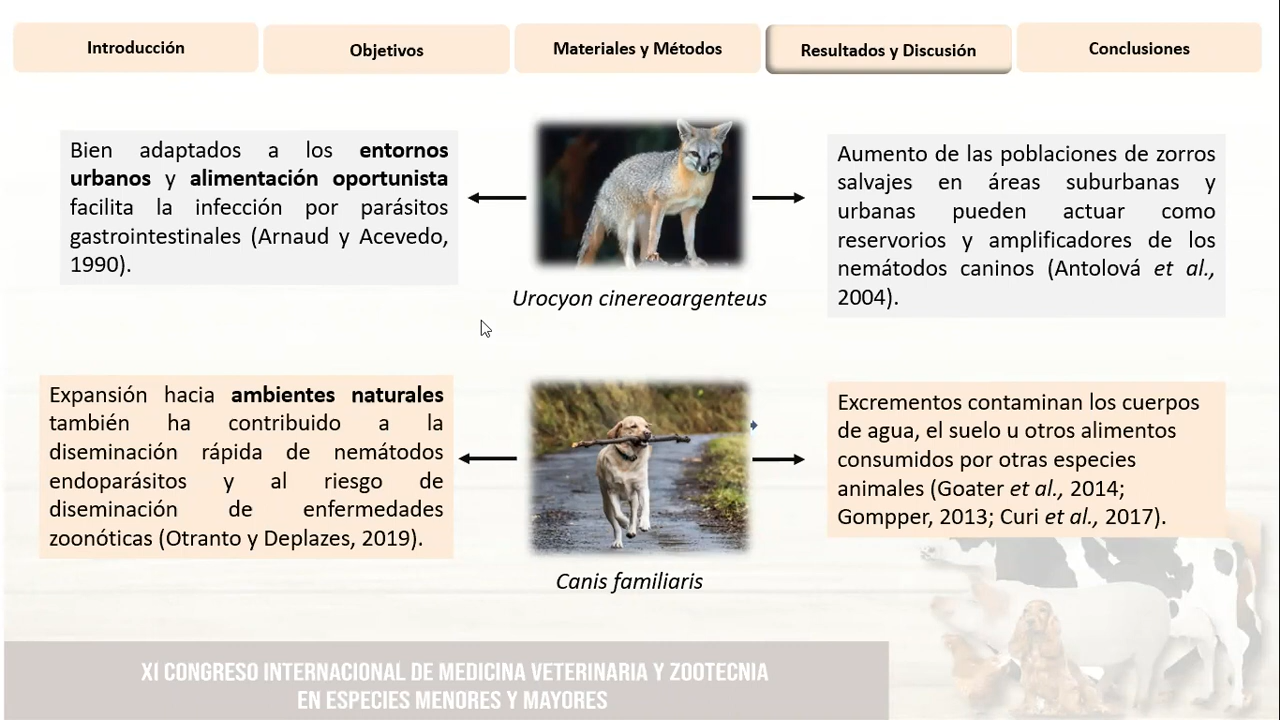 Introducción
Objetivos
Materiales y Métodos
Resultados y Discusión
Conclusiones
Bien adaptados a los entornos
urbanos y alimentación oportunista
facilita la infección por parásitos
gastrointestinales (Arnaud y Acevedo,
1990).
Urocyon cinereoargenteus
Aumento de las poblaciones de zorros
salvajes en áreas suburbanas y
urbanas pueden actuar como
reservorios y amplificadores de los
nemátodos caninos (Antolová et al.,
2004).
Expansión hacia ambientes naturales
también ha contribuido a la
diseminación rápida de nemátodos
endoparásitos y al riesgo de
diseminación de enfermedades
zoonóticas (Otranto y Deplazes, 2019).
Canis familiaris
Excrementos contaminan los cuerpos
de agua, el suelo u otros alimentos
consumidos por otras especies
animales (Goater et al., 2014;
Gompper, 2013; Curi et al., 2017).
XI CONGRESO INTERNACIONAL DE MEDICINA VETERINARIA Y ZOOTECNIA
EN ESPECIES MENORES Y MAYORES